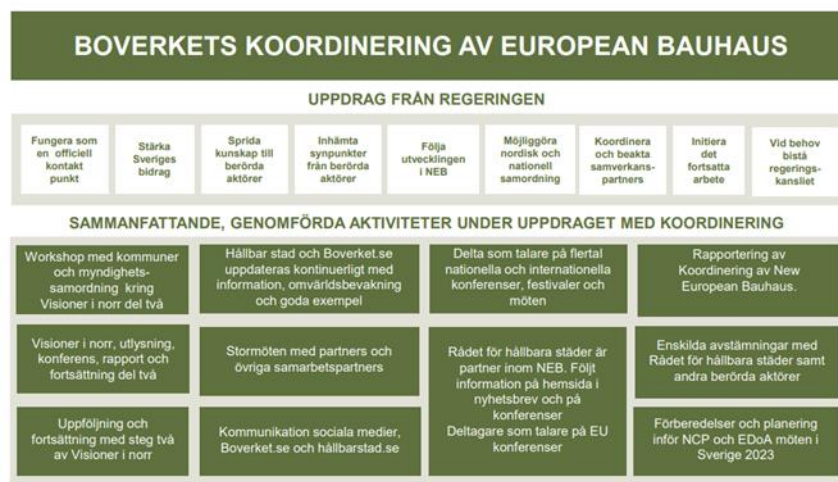 BOVERKETS KOORDINERING AV EUROPEAN BAUHAUS
UPPDRAG FRÅN REGERINGEN
Fungera som
en officiell
kontakt
punkt
Stärka
Sveriges
bidrag
Sprida
kunskap till
berörda
aktörer
Inhämta
synpunkter
från berörda
aktörer
Följa
utvecklingen
i NEB
Möjliggöra
nordisk och
nationell
samordning
Koordinera
och beakta
samverkans-
partners
Initiera
det
fortsatta
arbete
Vid behov
bistå
regerings-
kansliet
SAMMANFATTANDE, GENOMFÖRDA AKTIVITETER UNDER UPPDRAGET MED KOORDINERING
Workshop med kommuner
och myndighets-
samordning kring
Visioner i norr del två
Hållbar stad och Boverket.se
uppdateras kontinuerligt med
information, omvärldsbevakning
och goda exempel
Delta som talare på flertal
nationella och internationella
konferenser, festivaler och
möten
Rapportering av
Koordinering av New
European Bauhaus.
Visioner i norr, utlysning,
konferens, rapport och
fortsättning del två
Stormöten med partners och
övriga samarbetspartners
Rådet för hållbara städer är
partner inom NEB. Följt
information på hemsida i
nyhetsbrev och på
konferenser
Deltagare som talare på EU
konferenser
Enskilda avstämningar med
Rådet för hållbara städer samt
andra berörda aktörer
Uppföljning och
fortsättning med steg två
av Visioner i norr
Kommunikation sociala medier,
Boverket.se och hållbarstad.se
Förberedelser och planering
inför NCP och EDoA möten i
Sverige 2023